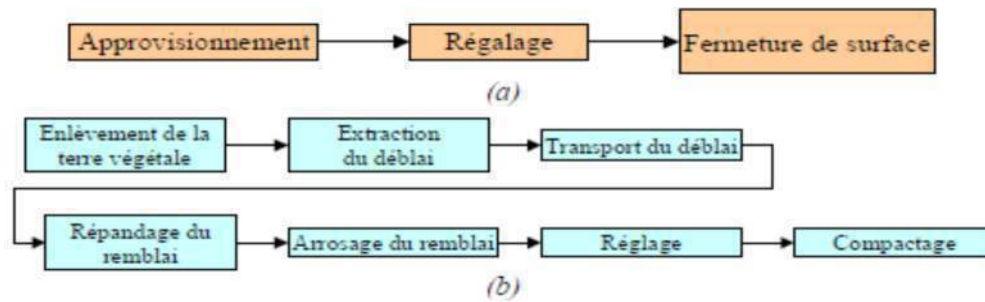 Approvisionnement
Régalage
Fermeture de surface
(a)
Enlèvement de la
terre végétale
Extraction
du déblai
Transport du déblai
Répandage du
remblai
Arrosage du remblai
Réglage
Compactage
(b)